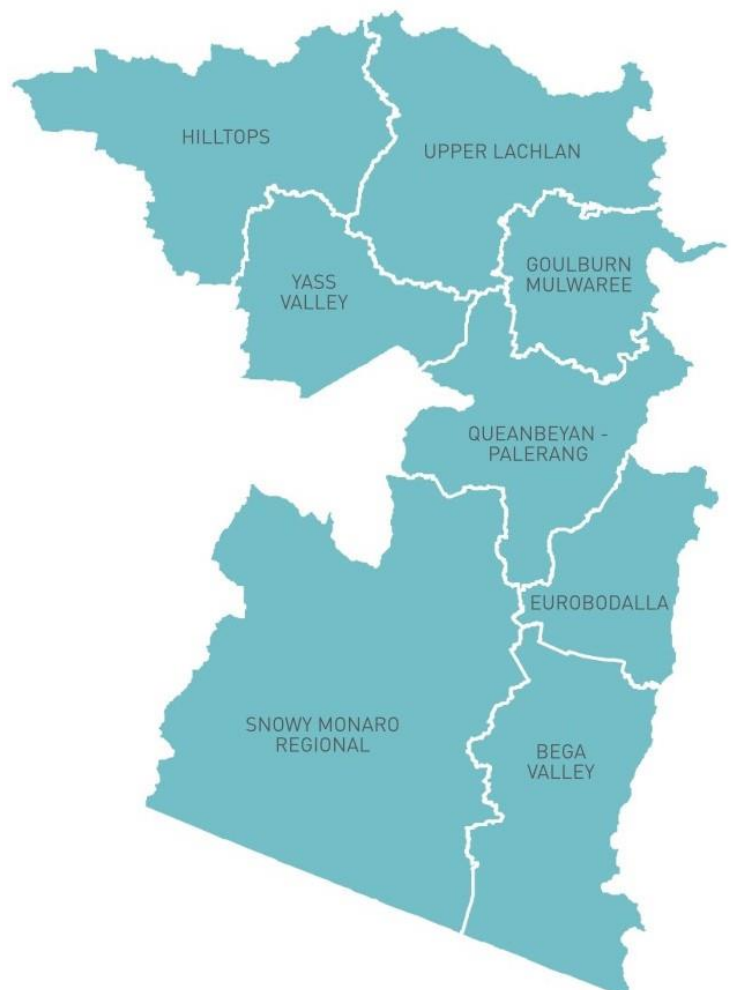 HILLTOPS
UPPER LACHLAN
YASS
VALLEY
GOULBURN
MULWAREE
QUEANBEYAN -
PALERANG
EUROBODALLA
SNOWY MONARO
REGIONAL
BEGA
VALLEY